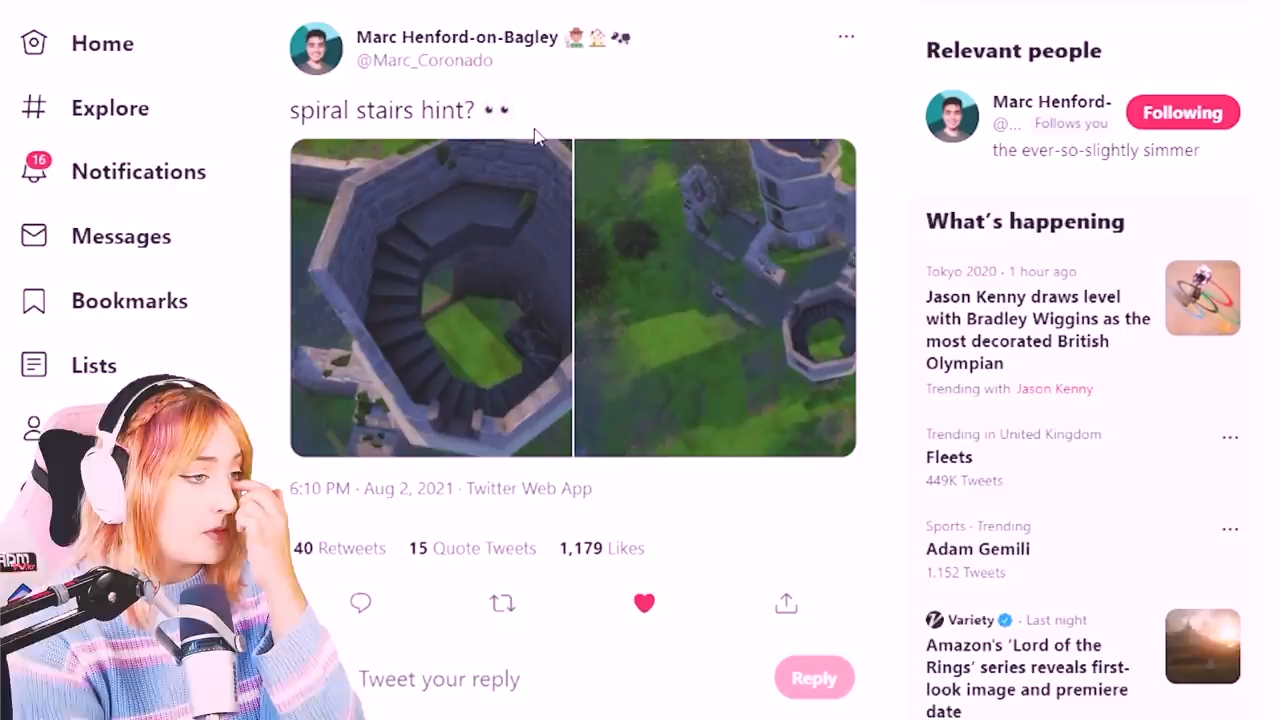 Home
Explore
16
Notifications
Messages
Bookmarks
Lists
Marc Henford-on-Bagley
@Marc_Coronado
spiral stairs hint?
6:10 PM · Aug 2, 2021 · Twitter Web App
40 Retweets 15 Quote Tweets 1,179 Likes
Tweet your reply
Reply
Relevant people
Marc Henford-
@... Follows you
Following
the ever-so-slightly simmer
What's happening
Tokyo 2020 · 1 hour ago
Jason Kenny draws level
with Bradley Wiggins as the
most decorated British
Olympian
Trending with Jason Kenny
Trending in United Kingdom
Fleets
449K Tweets
Sports · Trending
Adam Gemili
1,152 Tweets
Variety · Last night
Amazon's 'Lord of the
Rings' series reveals first-
look image and premiere
date